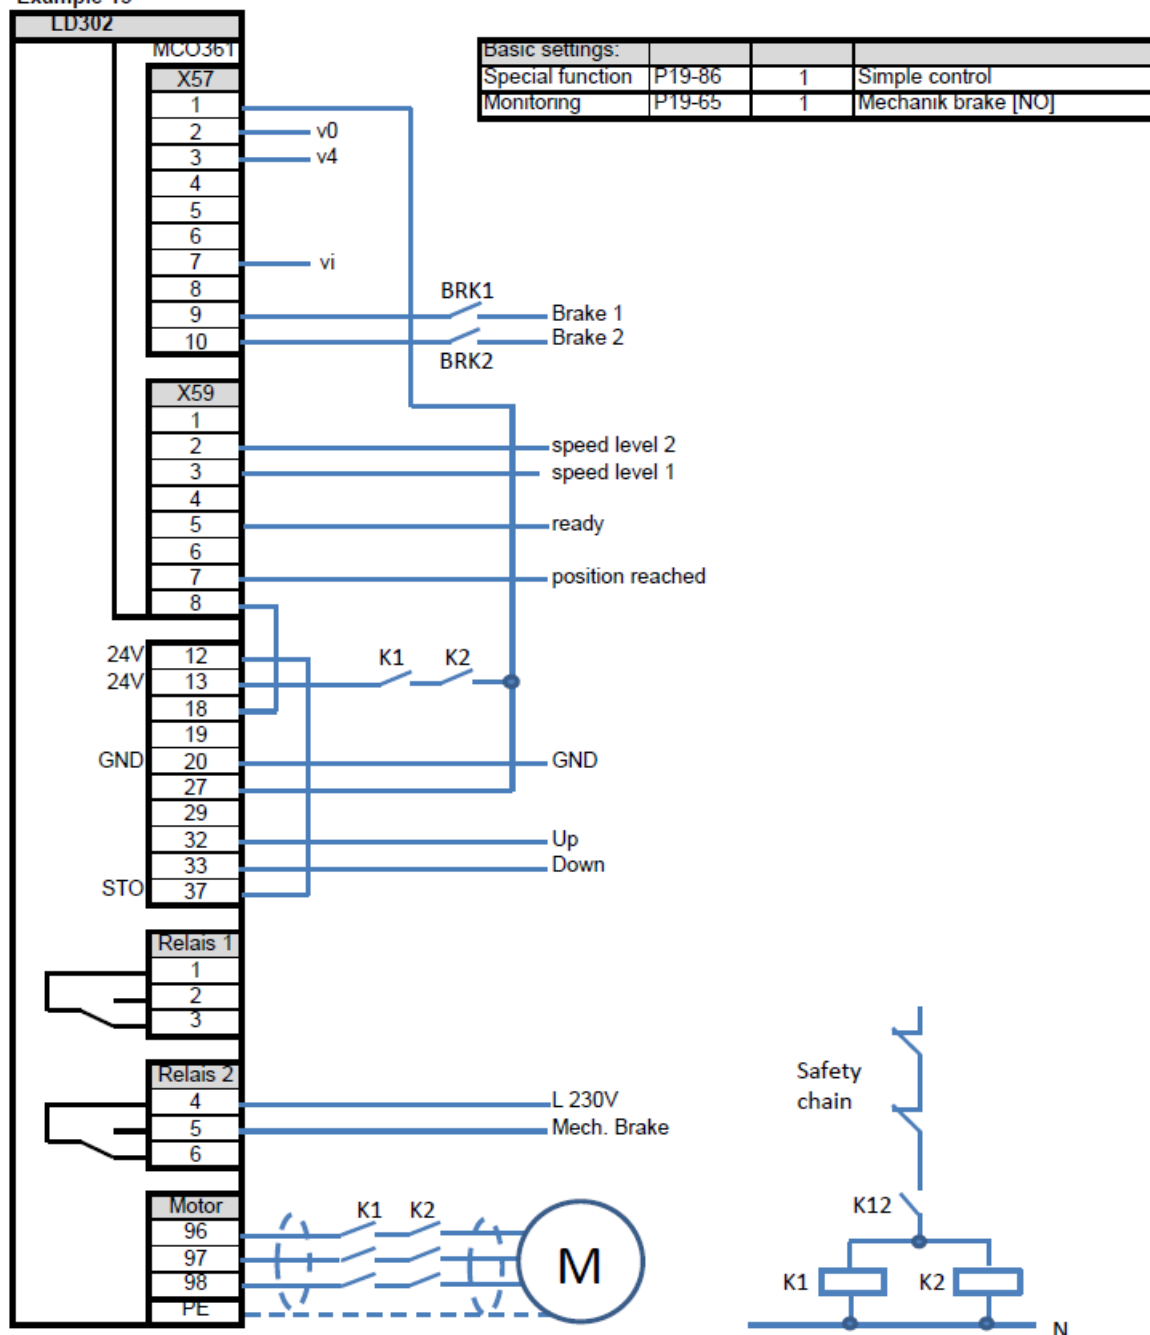 LD302
MCO361
Basic settings:
Special function P19-86 1 Simple control
Monitoring P19-65 1 Mechanik brake [NO]
X57
1
2 v0
3 v4
4
5
6
7 vi
8
BRK1
9 Brake 1
10 Brake 2
BRK2
X59
1
2 speed level 2
3 speed level 1
4
5 ready
6
7 position reached
8
24V 12
24V 13 K1 K2
18
19
GND 20 GND
27
29
32 Up
33 Down
STO 37
Relais 1
1
2
3
Relais 2
4 L 230V
5 Mech. Brake
6
Safety
chain
K12
Motor K1 K2
96
97
98
PE
M
K1 K2
N